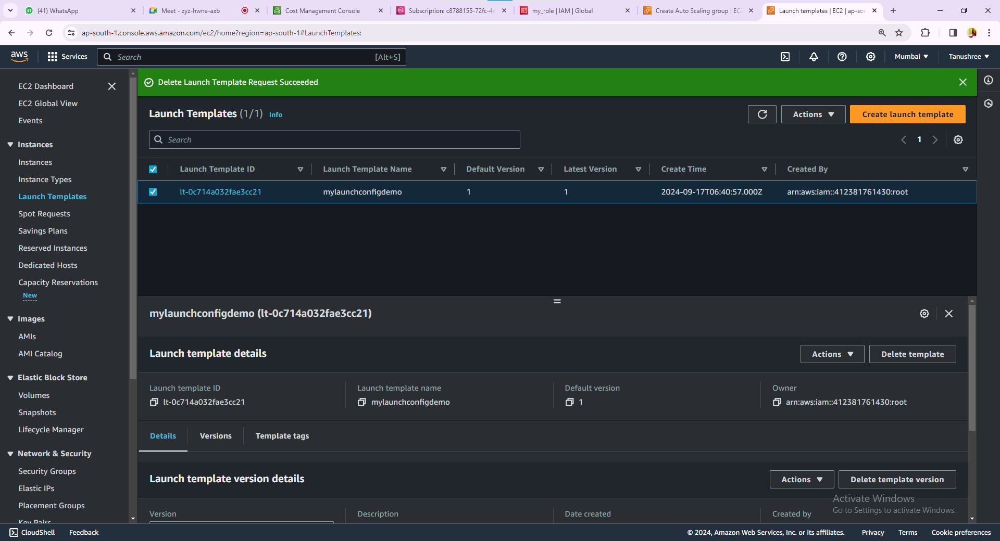 (41) WhatsApp
Meet - zyz-hwne-axb
Cost Management Console
Subscription: c8788155-72fc-4c
my_role | IAM | Global
Create Auto Scaling group | EC2
Launch templates | EC2 | ap-sou
ap-south-1.console.aws.amazon.com/ec2/home?region=ap-south-1#LaunchTemplates:
aws
Services
Search
[Alt+S]
Mumbai
Tanushree
EC2 Dashboard
EC2 Global View
Events
Instances
Instances
Instance Types
Launch Templates
Spot Requests
Savings Plans
Reserved Instances
Dedicated Hosts
Capacity Reservations
New
Images
AMIs
AMI Catalog
Elastic Block Store
Volumes
Snapshots
Lifecycle Manager
Network & Security
Security Groups
Elastic IPs
Placement Groups
Key Pairs
Delete Launch Template Request Succeeded
Launch Templates (1/1) Info
Actions
Create launch template
Search
1
Launch Template ID
Launch Template Name
Default Version
Latest Version
Create Time
Created By
lt-0c714a032fae3cc21
mylaunchconfigdemo
1
1
2024-09-17T06:40:57.000Z
arn:aws:iam::412381761430:root
mylaunchconfigdemo (lt-0c714a032fae3cc21)
Launch template details
Actions
Delete template
Launch template ID
lt-0c714a032fae3cc21
Launch template name
mylaunchconfigdemo
Default version
1
Owner
arn:aws:iam::412381761430:root
Details
Versions
Template tags
Launch template version details
Actions
Delete template version
Version
Description
Date created
Created by
Activate Windows
Go to Settings to activate Windows.
CloudShell
Feedback
© 2024, Amazon Web Services, Inc. or its affiliates.
Privacy
Terms
Cookie preferences